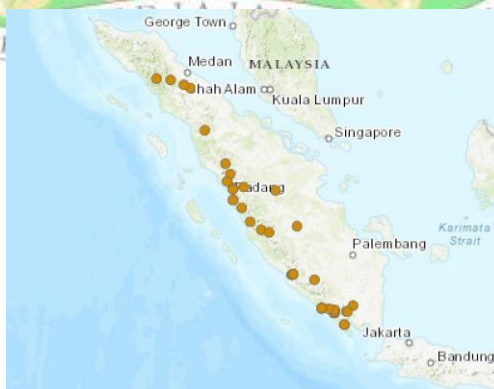 George Town
Medan
MALAYSIA
Shah Alam
Kuala Lumpur
Singapore
Padang
Karimata
Strait
Palembang
Jakarta
Bandung